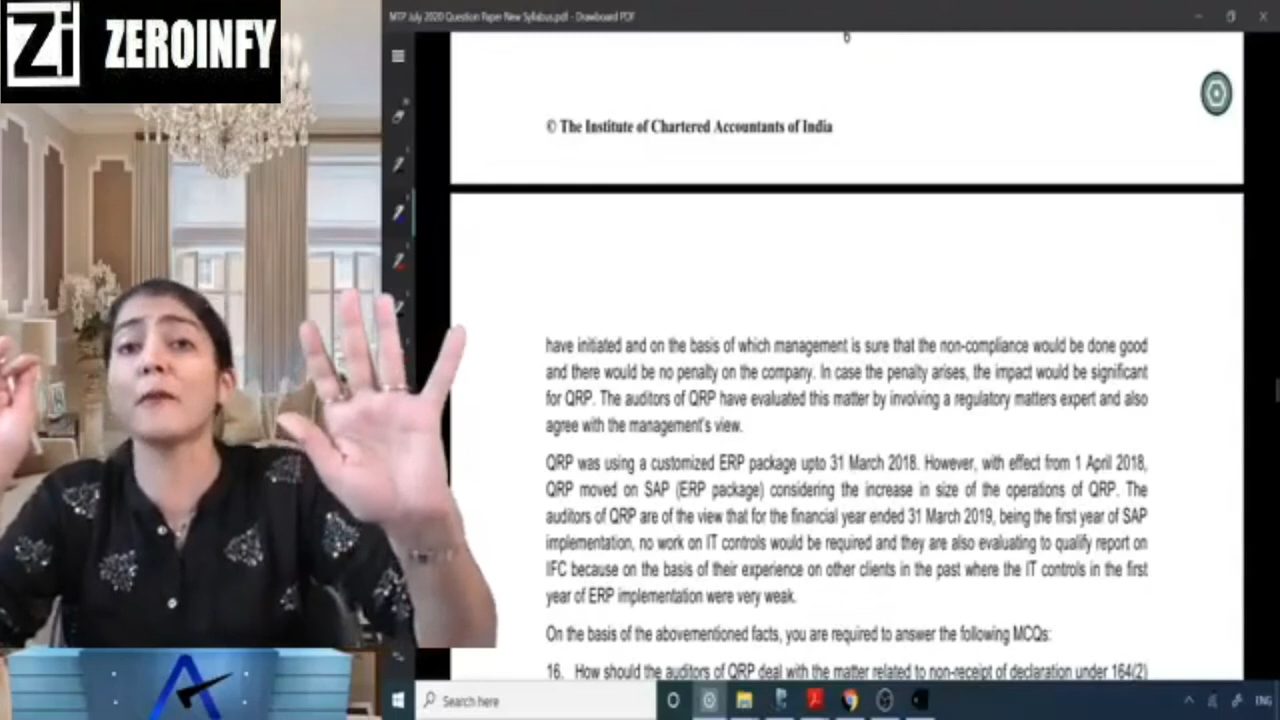 Zi ZEROINFY
MTP July 2020 Question Paper New Syllabus.pdf - Drawboard PDF
6
© The Institute of Chartered Accountants of India
have initiated and on the basis of which management is sure that the non-compliance would be done good
and there would be no penalty on the company. In case the penalty arises, the impact would be significant
for QRP. The auditors of QRP have evaluated this matter by involving a regulatory matters expert and also
agree with the management's view.
QRP was using a customized ERP package upto 31 March 2018. However, with effect from 1 April 2018,
QRP moved on SAP (ERP package) considering the increase in size of the operations of QRP. The
auditors of QRP are of the view that for the financial year ended 31 March 2019, being the first year of SAP
implementation, no work on IT controls would be required and they are also evaluating to qualify report on
IFC because on the basis of their experience on other clients in the past where the IT controls in the first
year of ERP implementation were very weak.
On the basis of the abovementioned facts, you are required to answer the following MCQs:
16. How should the auditors of QRP deal with the matter related to non-receipt of declaration under 164(2)
Search here
ENG